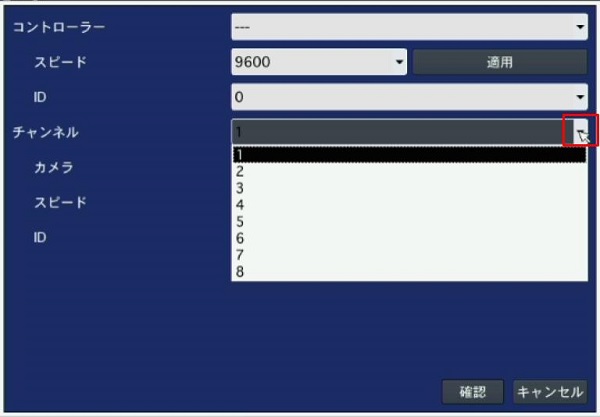 コントローラー ---
スピード 9600 適用
ID 0
チャンネル 1
カメラ 1
2
スピード 3
4
ID 5
6
7
8
確認 キャンセル